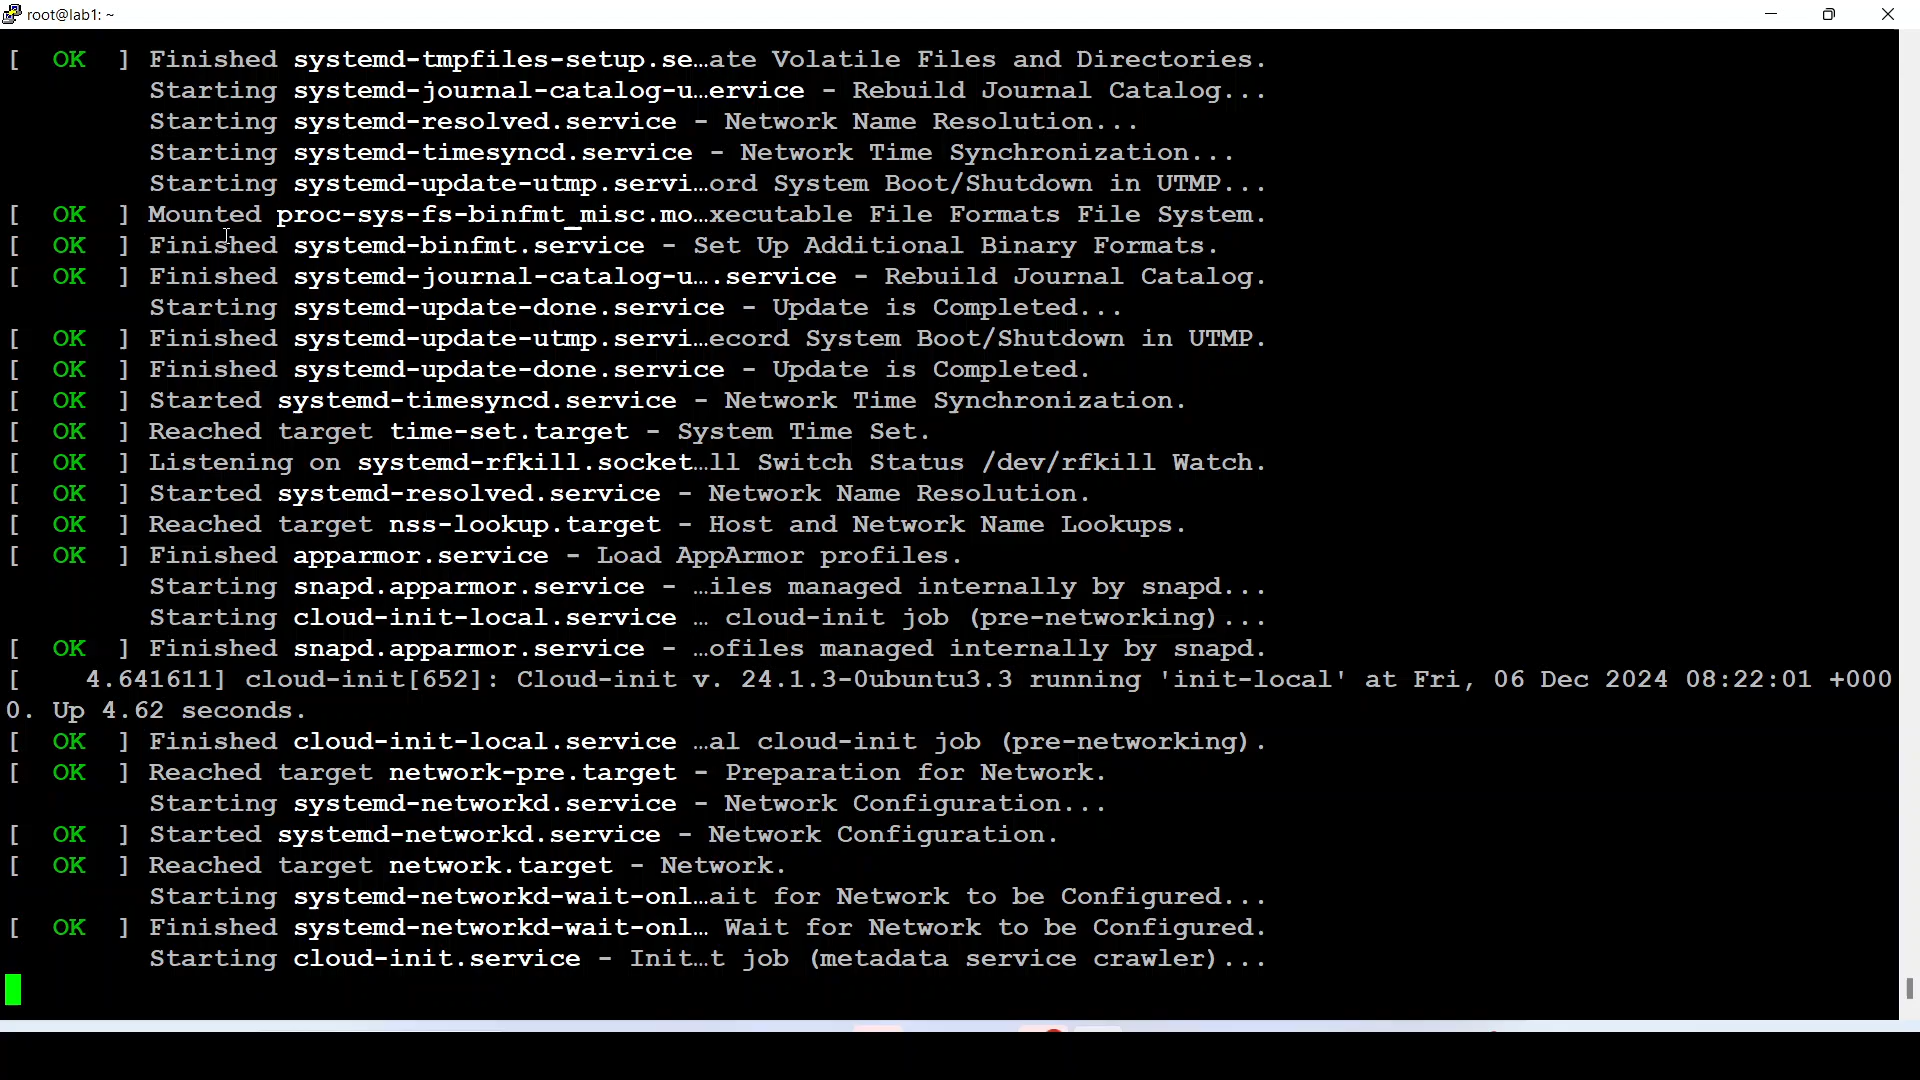 root@lab1: ~
[  OK  ] Finished systemd-tmpfiles-setup.se…ate Volatile Files and Directories.
Starting systemd-journal-catalog-u…ervice - Rebuild Journal Catalog...
Starting systemd-resolved.service - Network Name Resolution...
Starting systemd-timesyncd.service - Network Time Synchronization...
Starting systemd-update-utmp.servi…ord System Boot/Shutdown in UTMP...
[  OK  ] Mounted proc-sys-fs-binfmt_misc.mo…xecutable File Formats File System.
[  OK  ] Finished systemd-binfmt.service - Set Up Additional Binary Formats.
[  OK  ] Finished systemd-journal-catalog-u….service - Rebuild Journal Catalog.
Starting systemd-update-done.service - Update is Completed...
[  OK  ] Finished systemd-update-utmp.servi…ecord System Boot/Shutdown in UTMP.
[  OK  ] Finished systemd-update-done.service - Update is Completed.
[  OK  ] Started systemd-timesyncd.service - Network Time Synchronization.
[  OK  ] Reached target time-set.target - System Time Set.
[  OK  ] Listening on systemd-rfkill.socket…ll Switch Status /dev/rfkill Watch.
[  OK  ] Started systemd-resolved.service - Network Name Resolution.
[  OK  ] Reached target nss-lookup.target - Host and Network Name Lookups.
[  OK  ] Finished apparmor.service - Load AppArmor profiles.
Starting snapd.apparmor.service - …iles managed internally by snapd...
Starting cloud-init-local.service … cloud-init job (pre-networking)...
[  OK  ] Finished snapd.apparmor.service - …ofiles managed internally by snapd.
[    4.641611] cloud-init[652]: Cloud-init v. 24.1.3-0ubuntu3.3 running 'init-local' at Fri, 06 Dec 2024 08:22:01 +000
0. Up 4.62 seconds.
[  OK  ] Finished cloud-init-local.service …al cloud-init job (pre-networking).
[  OK  ] Reached target network-pre.target - Preparation for Network.
Starting systemd-networkd.service - Network Configuration...
[  OK  ] Started systemd-networkd.service - Network Configuration.
[  OK  ] Reached target network.target - Network.
Starting systemd-networkd-wait-onl…ait for Network to be Configured...
[  OK  ] Finished systemd-networkd-wait-onl… Wait for Network to be Configured.
Starting cloud-init.service - Init…t job (metadata service crawler)...